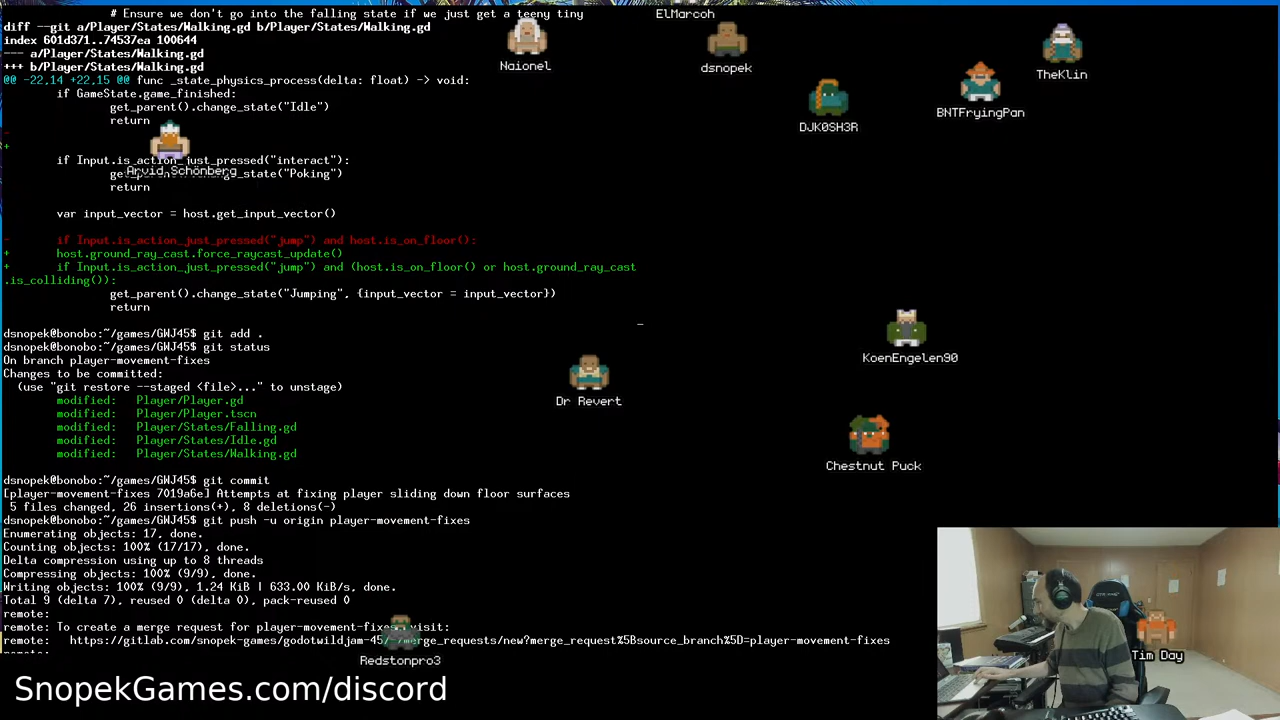 # Ensure we don't go into the falling state if we just get a teeny tiny
diff --git a/Player/States/Walking.gd b/Player/States/Walking.gd
index 601d371..74537ea 100644
--- a/Player/States/Walking.gd
+++ b/Player/States/Walking.gd
@@ -22,14 +22,15 @@ func _state_physics_process(delta: float) -> void:
if GameState.game_finished:
get_parent().change_state("Idle")
return
-
+
if Input.is_action_just_pressed("interact"):
get_parent().change_state("Poking")
return
var input_vector = host.get_input_vector()
- if Input.is_action_just_pressed("jump") and host.is_on_floor():
+ host.ground_ray_cast.force_raycast_update()
+ if Input.is_action_just_pressed("jump") and (host.is_on_floor() or host.ground_ray_cast
.is_colliding()):
get_parent().change_state("Jumping", {input_vector = input_vector})
return
dsnopek@bonobo:~/games/GWJ45$ git add .
dsnopek@bonobo:~/games/GWJ45$ git status
On branch player-movement-fixes
Changes to be committed:
(use "git restore --staged <file>..." to unstage)
modified: Player/Player.gd
modified: Player/Player.tscn
modified: Player/States/Falling.gd
modified: Player/States/Idle.gd
modified: Player/States/Walking.gd
dsnopek@bonobo:~/games/GWJ45$ git commit
[player-movement-fixes 7019a6e] Attempts at fixing player sliding down floor surfaces
5 files changed, 26 insertions(+), 8 deletions(-)
dsnopek@bonobo:~/games/GWJ45$ git push -u origin player-movement-fixes
Enumerating objects: 17, done.
Counting objects: 100% (17/17), done.
Delta compression using up to 8 threads
Compressing objects: 100% (9/9), done.
Writing objects: 100% (9/9), 1.24 KiB | 633.00 KiB/s, done.
Total 9 (delta 7), reused 0 (delta 0), pack-reused 0
remote:
remote: To create a merge request for player-movement-fixes, visit:
remote: https://gitlab.com/snopek-games/godotwildjam-45/-/merge_requests/new?merge_request%5Bsource_branch%5D=player-movement-fixes
remote:
ElMarcoh
Naionel
dsnopek
TheKlin
DJK0SH3R
BNTFryingPan
Arvid Schönberg
KoenEngelen90
Dr Revert
Chestnut Puck
Tim Day
Redstonpro3
SnopekGames.com/discord